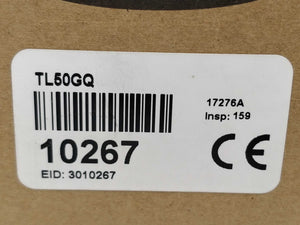 TL50GQ
17276A
Insp: 159
10267
EID: 3010267
CE